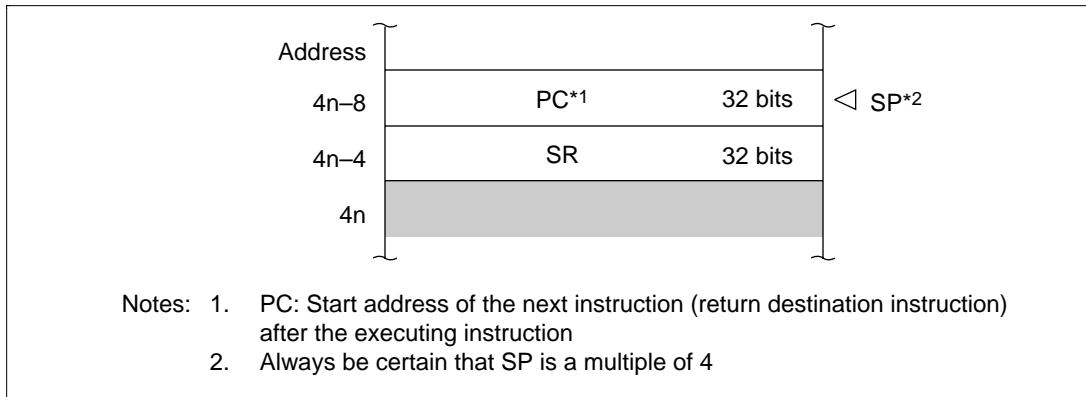 Address
4n–8 PC*1 32 bits SP*2
4n–4 SR 32 bits
4n
Notes: 1. PC: Start address of the next instruction (return destination instruction)
after the executing instruction
2. Always be certain that SP is a multiple of 4